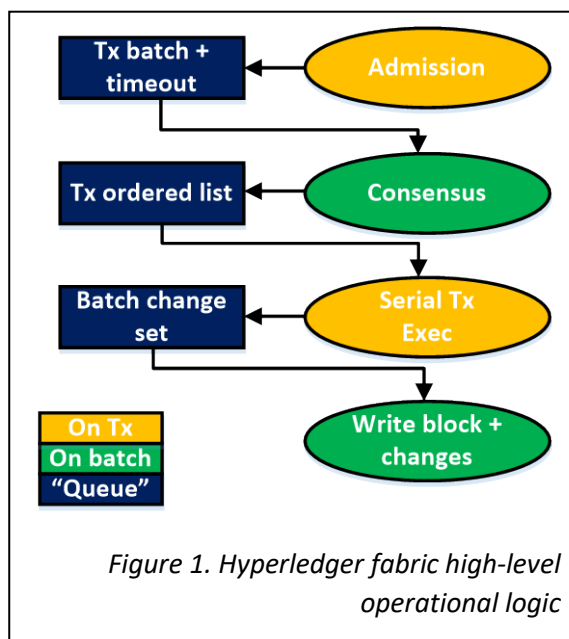 Tx batch +
timeout
Admission
Tx ordered list
Consensus
Batch change
set
Serial Tx
Exec
Write block +
changes
On Tx
On batch
“Queue”
Figure 1. Hyperledger fabric high-level
operational logic